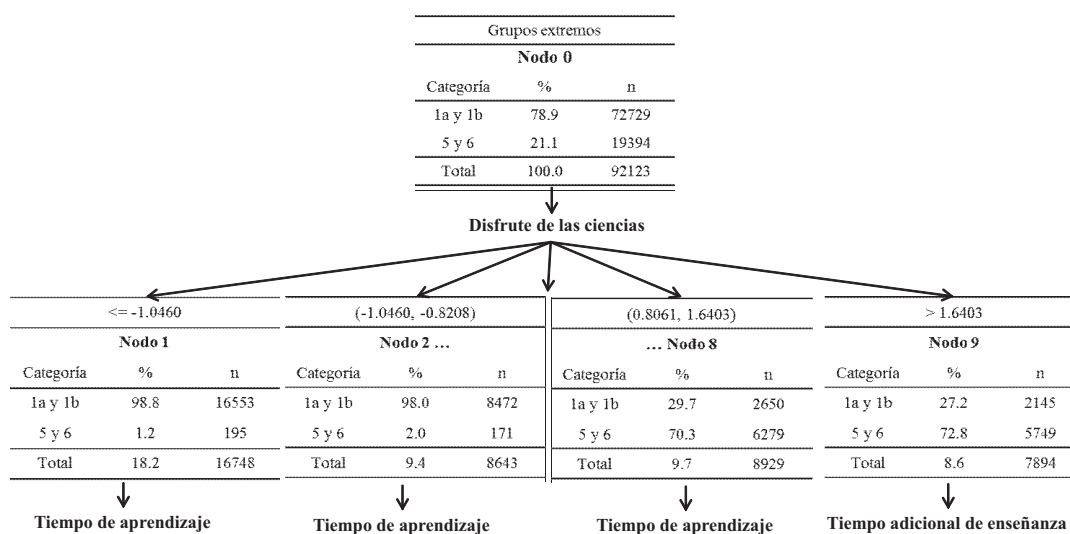 Grupos extremos
Nodo 0
Categoría % n
1a y 1b 78.9 72729
5 y 6 21.1 19394
Total 100.0 92123
Disfrute de las ciencias
<= -1.0460
Nodo 1
Categoría % n
1a y 1b 98.8 16553
5 y 6 1.2 195
Total 18.2 16748
Tiempo de aprendizaje
(-1.0460, -0.8208)
Nodo 2 ...
Categoría % n
1a y 1b 98.0 8472
5 y 6 2.0 171
Total 9.4 8643
Tiempo de aprendizaje
(0.8061, 1.6403)
... Nodo 8
Categoría % n
1a y 1b 29.7 2650
5 y 6 70.3 6279
Total 9.7 8929
Tiempo de aprendizaje
> 1.6403
Nodo 9
Categoría % n
1a y 1b 27.2 2145
5 y 6 72.8 5749
Total 8.6 7894
Tiempo adicional de enseñanza